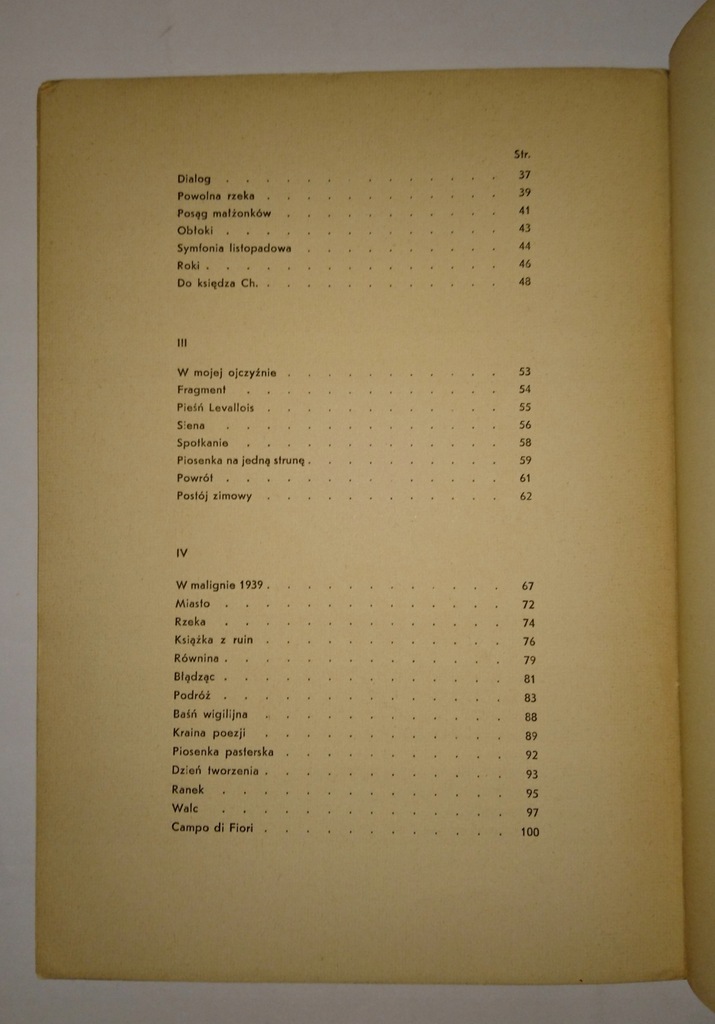 Str.
Dialog . . . . . . . . . . . . . . 37
Powolna rzeka . . . . . . . . . . . . 39
Posąg małżonków . . . . . . . . . . . 41
Obłoki . . . . . . . . . . . . . . 43
Symfonia listopadowa . . . . . . . . . . 44
Roki . . . . . . . . . . . . . . . 46
Do księdza Ch. . . . . . . . . . . . . 48
III
W mojej ojczyźnie . . . . . . . . . . . 53
Fragment . . . . . . . . . . . . . 54
Pieśń Levallois . . . . . . . . . . . . 55
Siena . . . . . . . . . . . . . . 56
Spotkanie . . . . . . . . . . . . . 58
Piosenka na jedną strunę . . . . . . . . . . 59
Powrót . . . . . . . . . . . . . . 61
Postój zimowy . . . . . . . . . . . . 62
IV
W malignie 1939 . . . . . . . . . . . . 67
Miasto . . . . . . . . . . . . . . 72
Rzeka . . . . . . . . . . . . . . 74
Książka z ruin . . . . . . . . . . . . 76
Równina . . . . . . . . . . . . . . 79
Błądząc . . . . . . . . . . . . . . 81
Podróż . . . . . . . . . . . . . . 83
Baśń wigilijna . . . . . . . . . . . . 88
Kraina poezji . . . . . . . . . . . . 89
Piosenka pasterska . . . . . . . . . . . 92
Dzień tworzenia . . . . . . . . . . . . 93
Ranek . . . . . . . . . . . . . . 95
Walc . . . . . . . . . . . . . . 97
Campo di Fiori . . . . . . . . . . . . 100